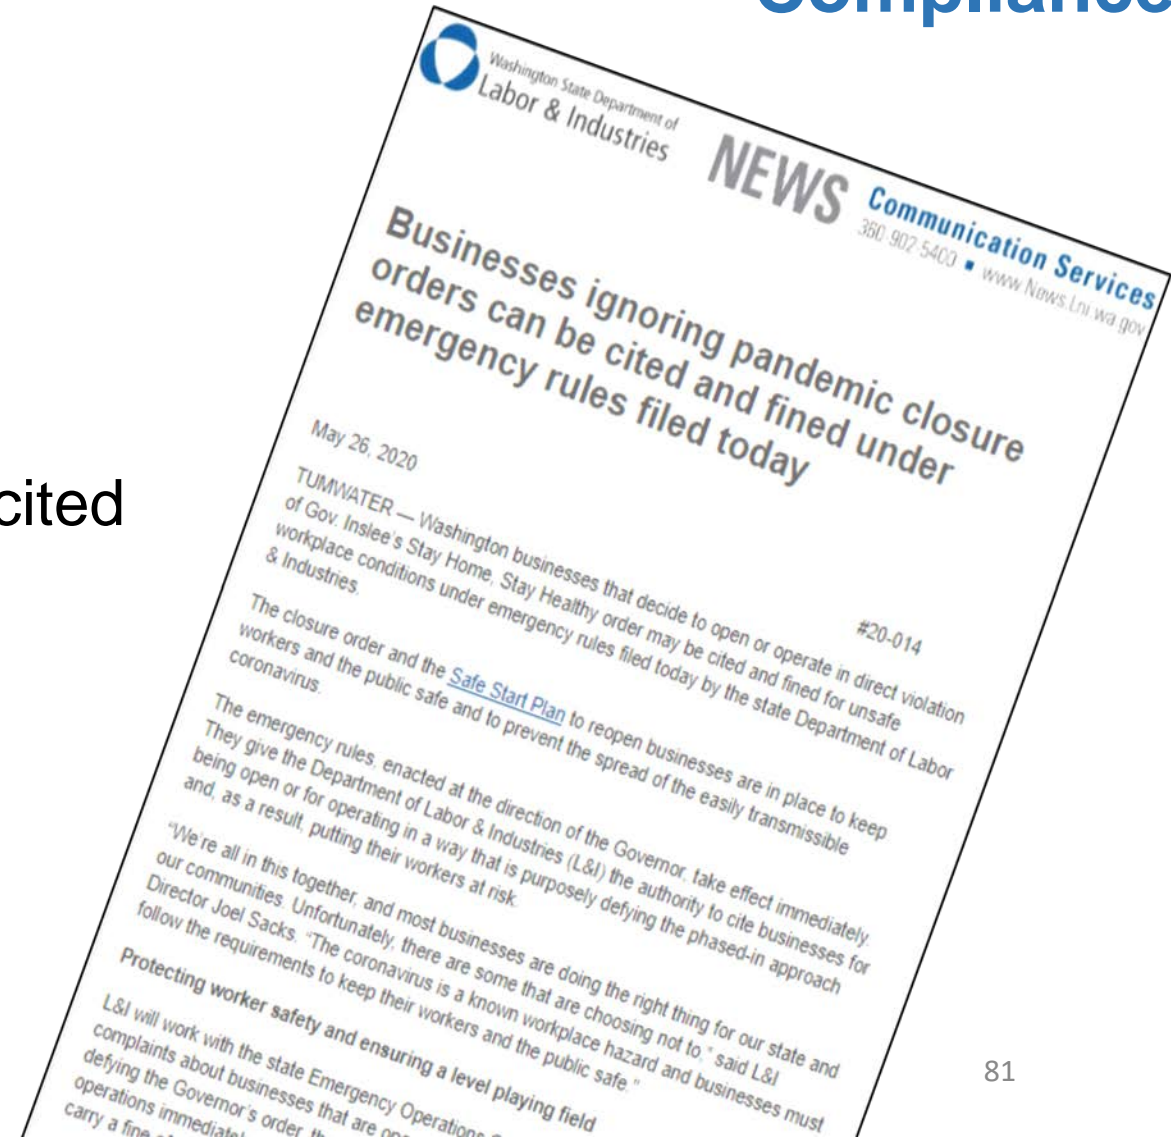 Compliance
cited
Washington State Department of
Labor & Industries
NEWS
Communication Services
360-902-5400 ▪ www.News.Lni.wa.gov
Businesses ignoring pandemic closure
orders can be cited and fined under
emergency rules filed today
May 26, 2020
#20-014
TUMWATER — Washington businesses that decide to open or operate in direct violation
of Gov. Inslee's Stay Home, Stay Healthy order may be cited and fined for unsafe
workplace conditions under emergency rules filed today by the state Department of Labor
& Industries.
The closure order and the Safe Start Plan to reopen businesses are in place to keep
workers and the public safe and to prevent the spread of the easily transmissible
coronavirus.
The emergency rules, enacted at the direction of the Governor, take effect immediately.
They give the Department of Labor & Industries (L&I) the authority to cite businesses for
being open or for operating in a way that is purposely defying the phased-in approach
and, as a result, putting their workers at risk.
"We're all in this together, and most businesses are doing the right thing for our state and
our communities. Unfortunately, there are some that are choosing not to," said L&I
Director Joel Sacks. "The coronavirus is a known workplace hazard and businesses must
follow the requirements to keep their workers and the public safe."
Protecting worker safety and ensuring a level playing field
L&I will work with the state Emergency Operations
complaints about businesses that are
defying the Governor's order,
operations
carry a fine
81